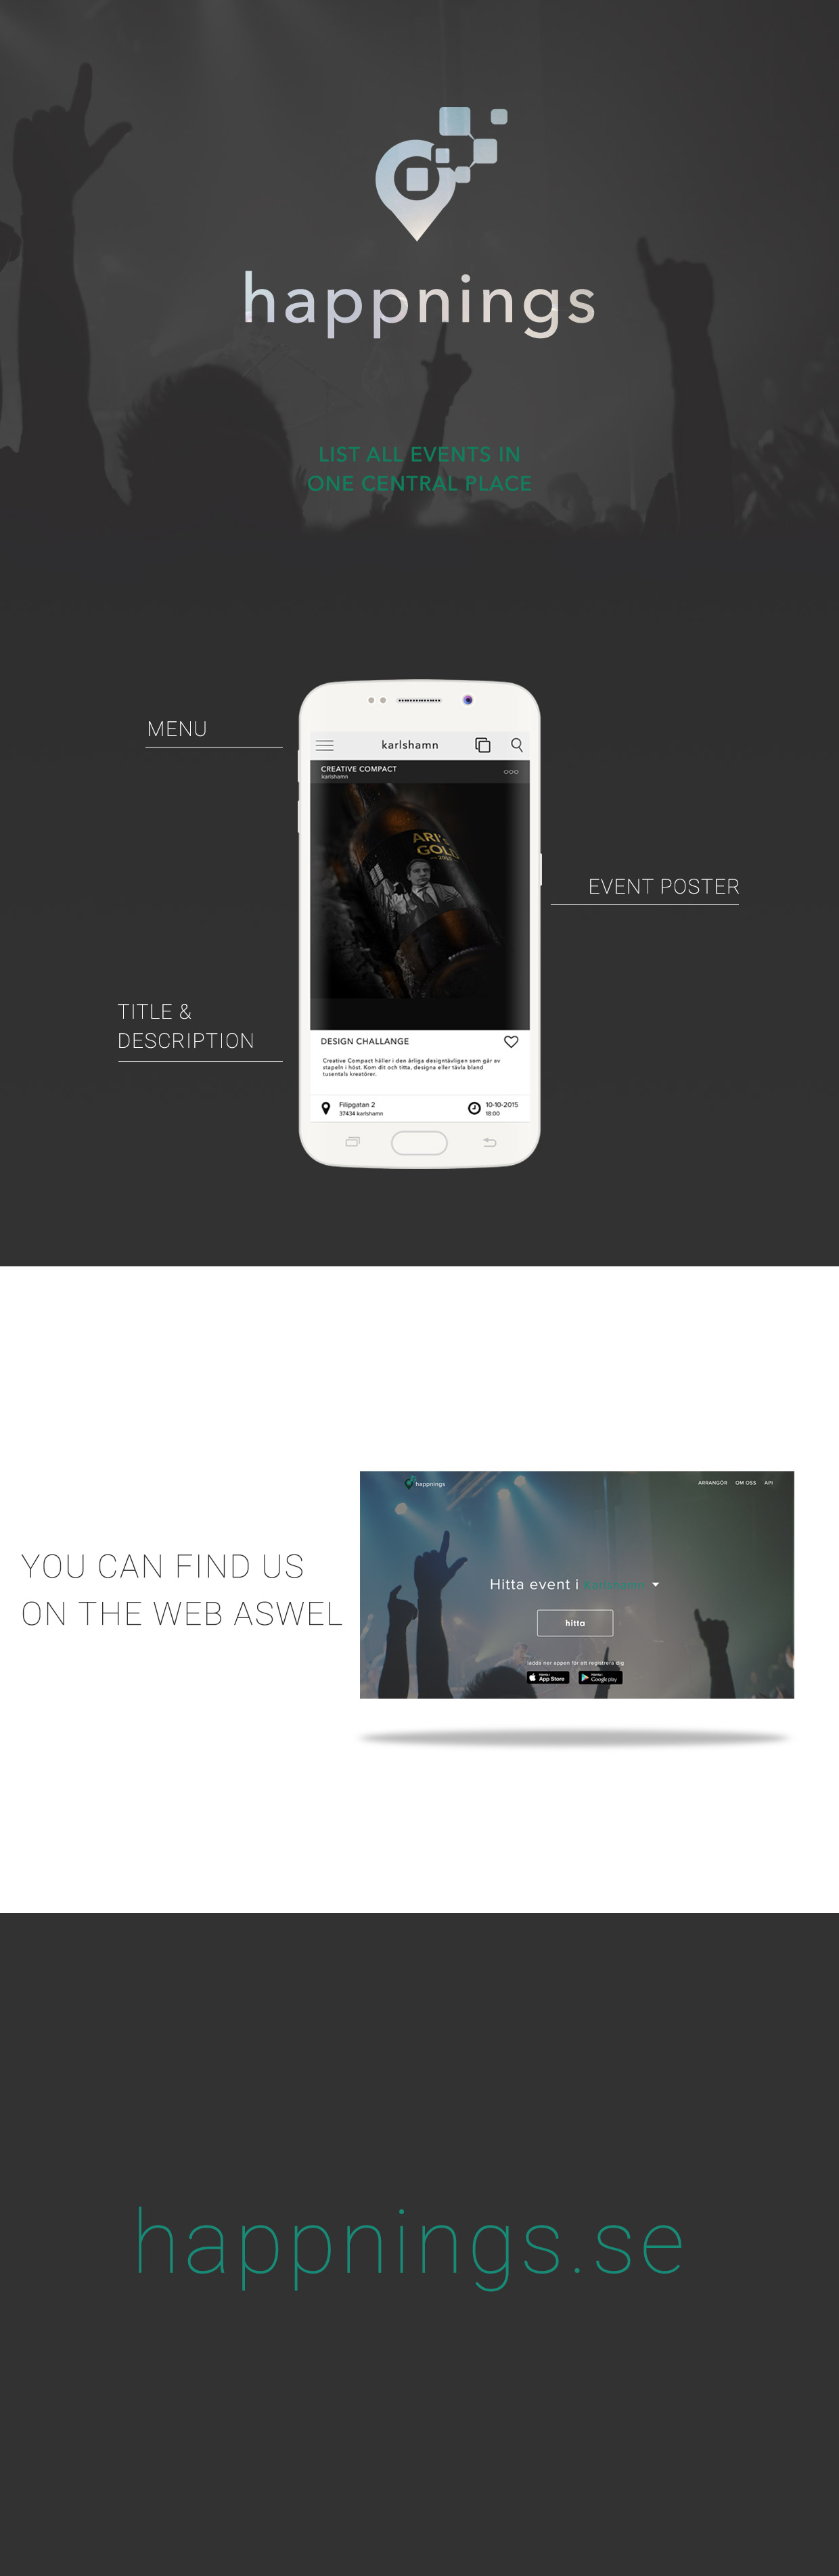 happnings
LIST ALL EVENTS IN
ONE CENTRAL PLACE
MENU
karlshamn
CREATIVE COMPACT
karlshamn
ARI'S
GOLD
2015
EVENT POSTER
TITLE &
DESCRIPTION
DESIGN CHALLANGE
Creative Compact håller i den årliga designtävligen som går av
stapeln i höst. Kom dit och titta, designa eller tävla bland
tusentals kreatörer.
Filipgatan 2
37434 karlshamn
10-10-2015
18:00
YOU CAN FIND US
ON THE WEB ASWEL
happnings
ARRANGÖR OM OSS API
Hitta event i Karlshamn
hitta
ladda ner appen för att registrera dig
App Store
Google play
happnings.se